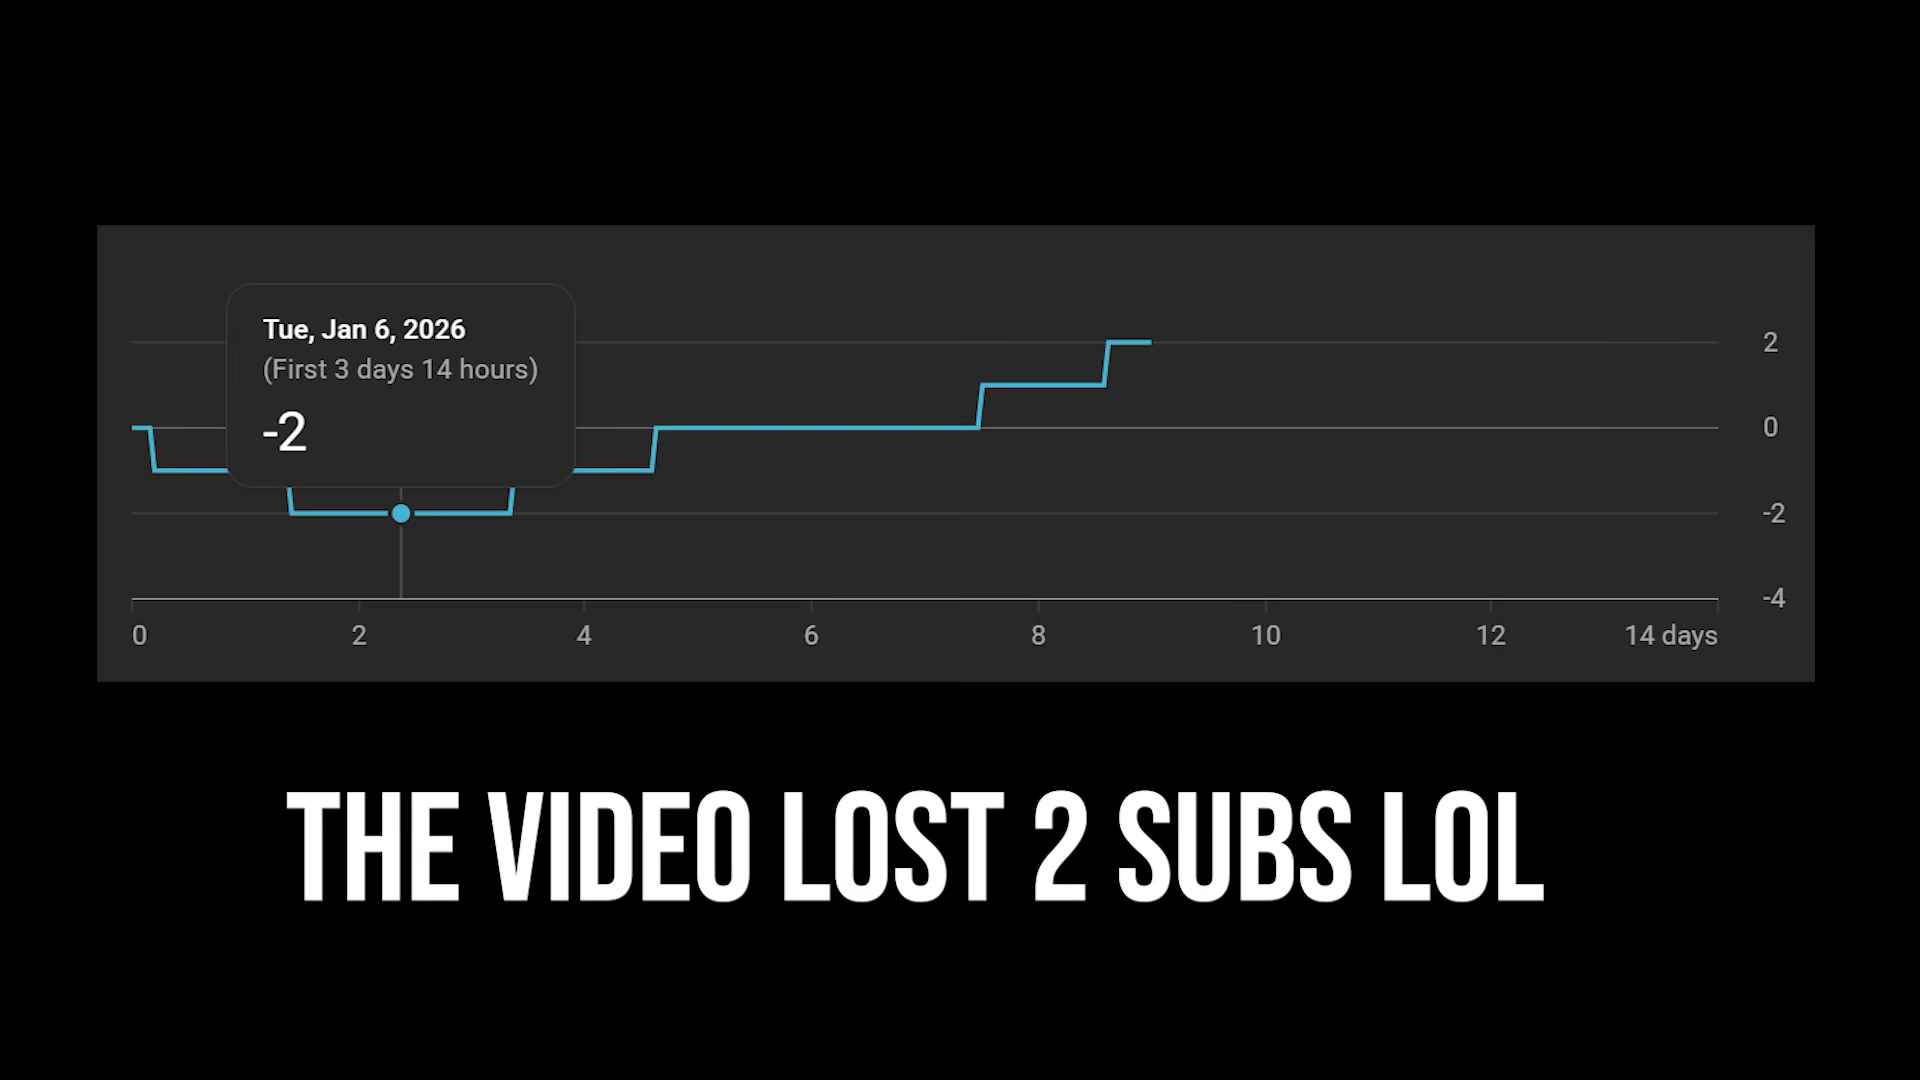 Tue, Jan 6, 2026
(First 3 days 14 hours)
-2
2
0
-2
-4
0 2 4 6 8 10 12 14 days
THE VIDEO LOST 2 SUBS LOL